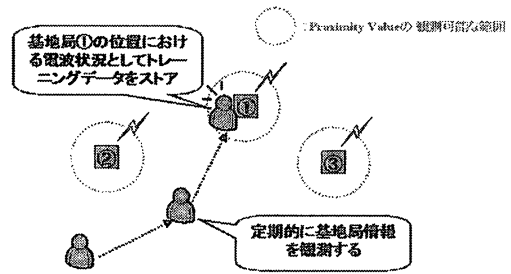 :Proximity Valueの 観測可能な範囲
基地局①の位置におけ
る電波状況としてトレー
ニングデータをストア
①
②
③
定期的に基地局情報
を観測する